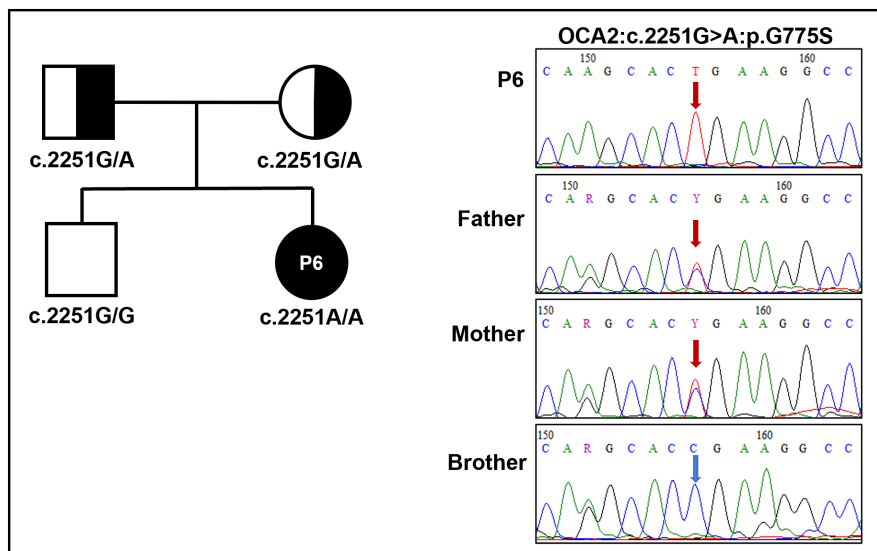 OCA2:c.2251G>A:p.G775S
c.2251G/A
c.2251G/A
c.2251G/G
P6
c.2251A/A
P6
150 160
C A A G C A C T G A A G G C C
Father
150 160
C A R G C A C Y G A A G G C C
Mother
150 160
C A R G C A C Y G A A G G C C
Brother
150 160
C A R G C A C C G A A G G C C